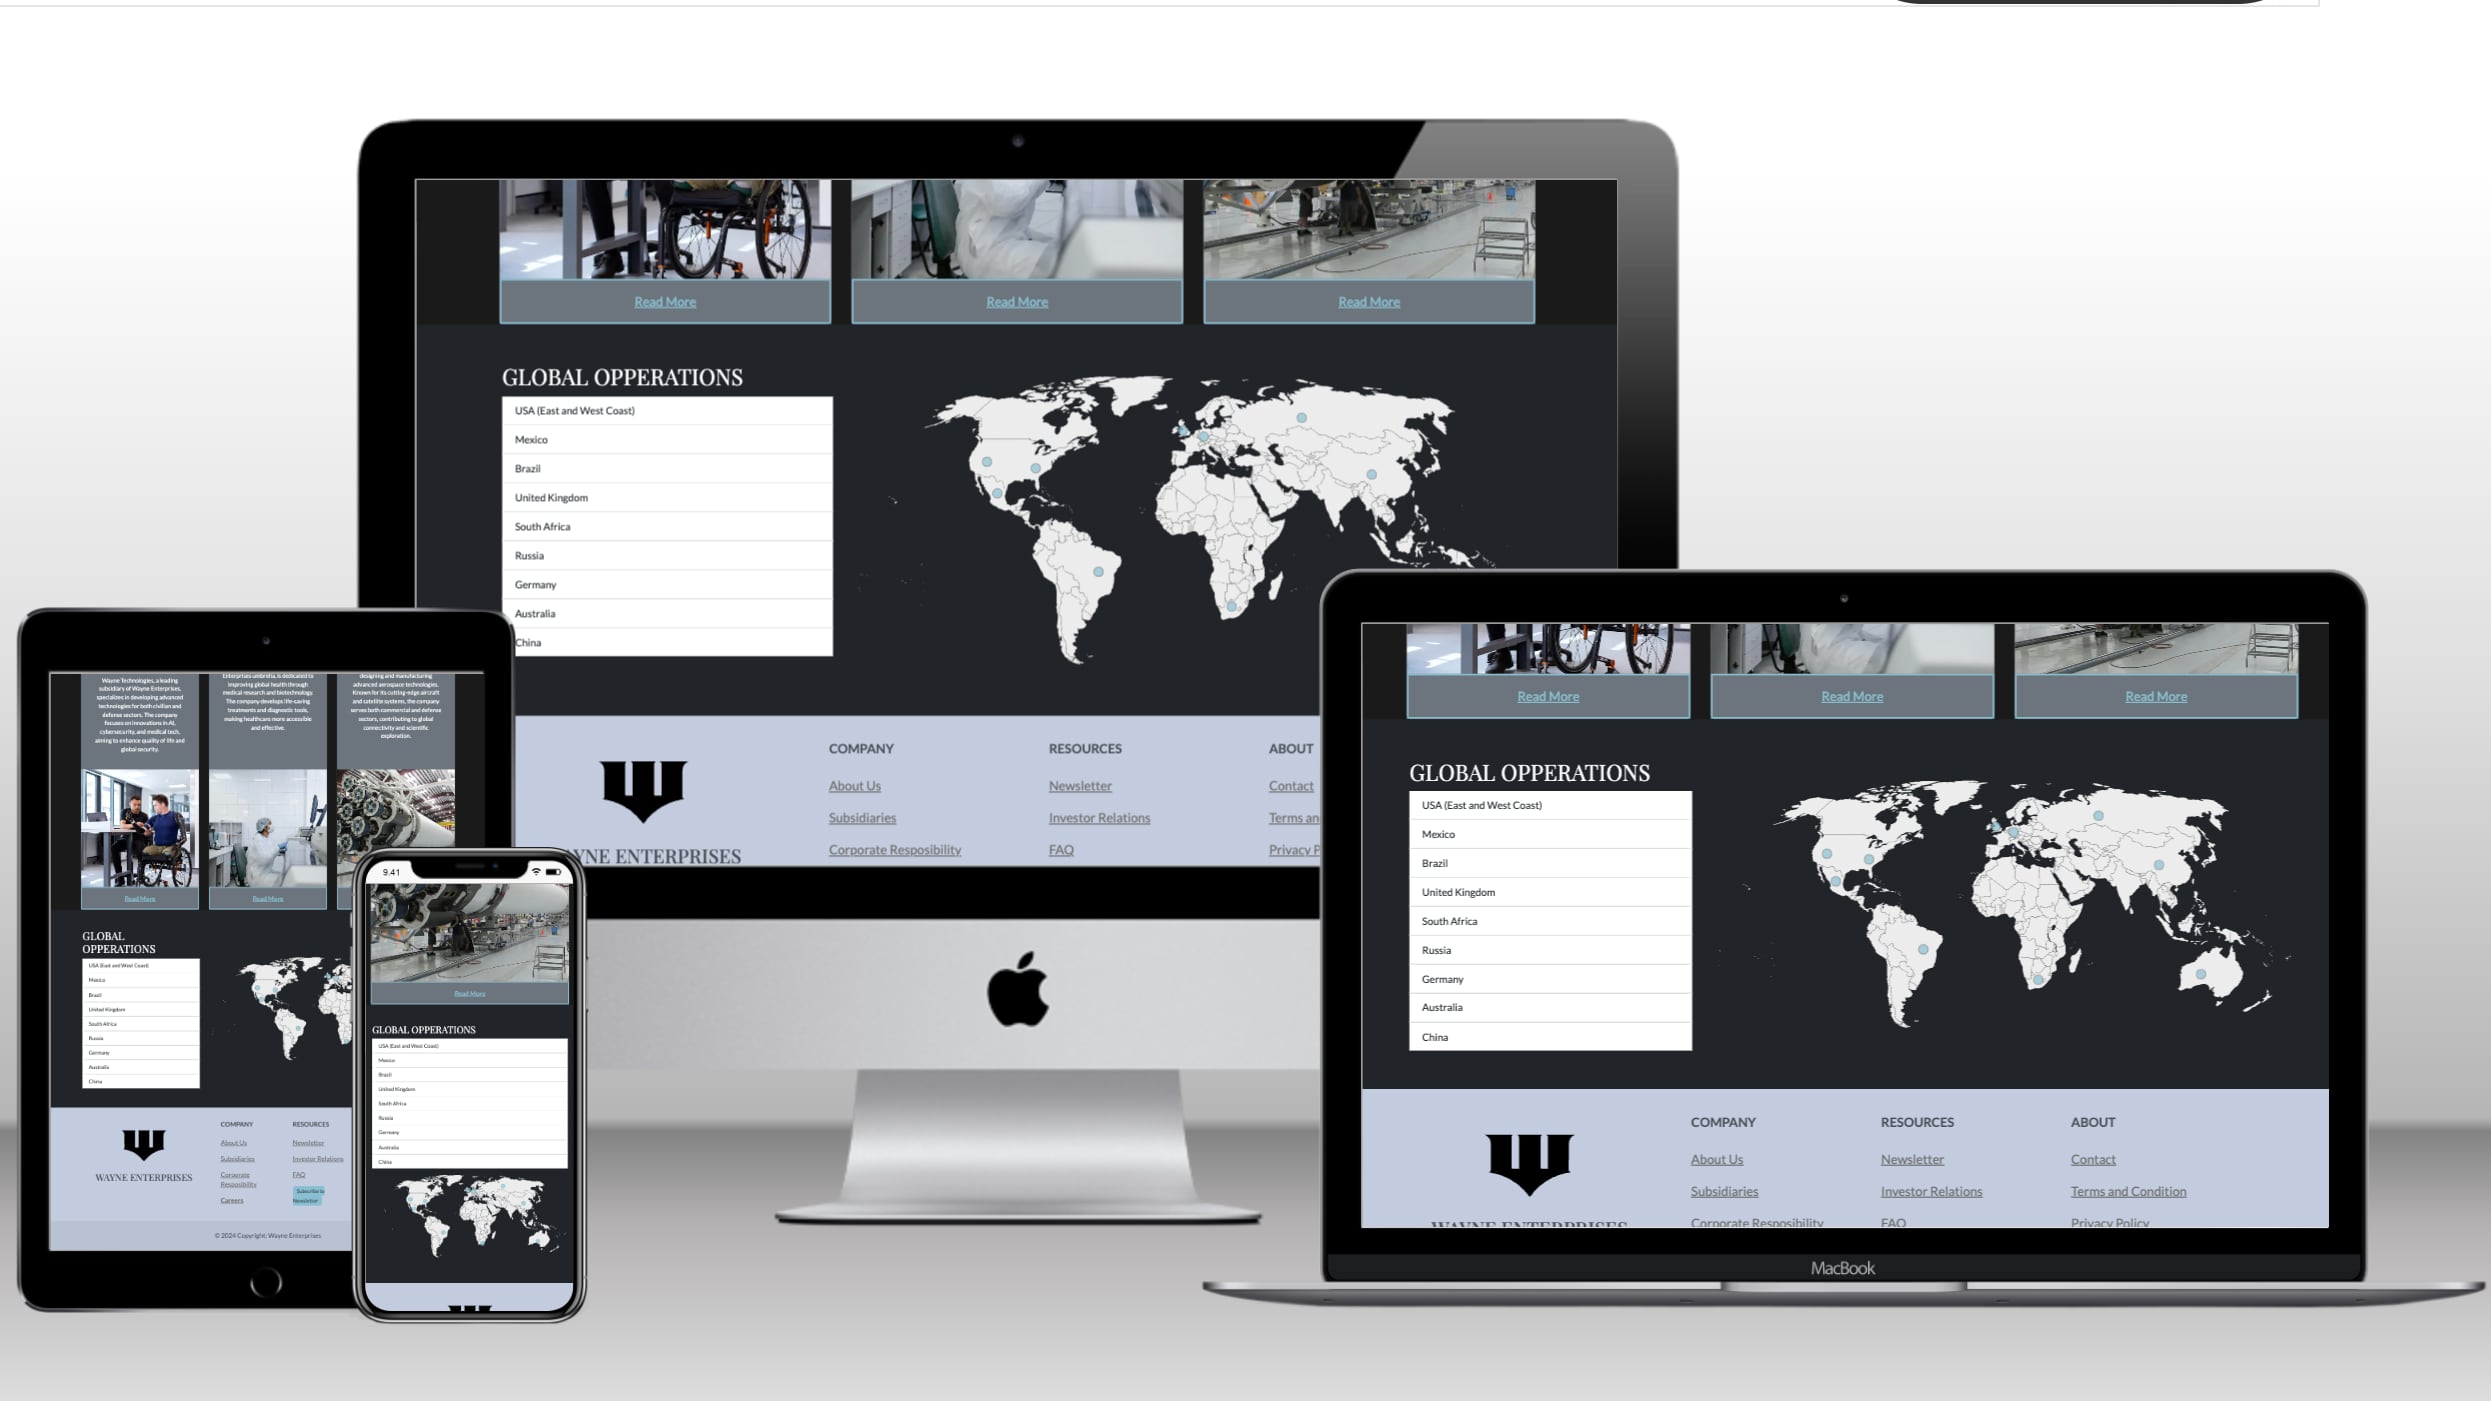 Read More
Read More
Read More
GLOBAL OPPERATIONS
USA (East and West Coast)
Mexico
Brazil
United Kingdom
South Africa
Russia
Germany
Australia
China
YNE ENTERPRISES
COMPANY
About Us
Subsidiaries
Corporate Resposibility
RESOURCES
Newsletter
Investor Relations
FAQ
ABOUT
Contact
Terms an
Privacy P
Wayne Technologies, a leading
subsidiary of Wayne Enterprises,
specializes in developing advanced
technologies for both civilian and
defense sectors. The company
focuses on innovations in AI,
cybersecurity, and medical tech,
aiming to enhance quality of life and
global security.
Enterprises umbrella, is dedicated to
improving global health through
medical research and biotechnology.
The company develops life-saving
treatments and diagnostic tools,
making healthcare more accessible
and effective.
designing and manufacturing
advanced aerospace technologies.
Known for its cutting-edge aircraft
and satellite systems, the company
serves both commercial and defense
sectors, contributing to global
connectivity and scientific
exploration.
Read More
Read More
GLOBAL
OPPERATIONS
USA (East and West Coast)
Mexico
Brazil
United Kingdom
South Africa
Russia
Germany
Australia
China
WAYNE ENTERPRISES
COMPANY
About Us
Subsidiaries
Corporate
Resposibility
Careers
RESOURCES
Newsletter
Investor Relations
FAQ
Subscribe to
Newsletter
© 2024 Copyright: Wayne Enterprises
9.41
Read More
GLOBAL OPPERATIONS
USA (East and West Coast)
Mexico
Brazil
United Kingdom
South Africa
Russia
Germany
Australia
China
Read More
Read More
Read More
GLOBAL OPPERATIONS
USA (East and West Coast)
Mexico
Brazil
United Kingdom
South Africa
Russia
Germany
Australia
China
WAYNE ENTERPRISES
COMPANY
About Us
Subsidiaries
Corporate Resposibility
RESOURCES
Newsletter
Investor Relations
FAQ
ABOUT
Contact
Terms and Condition
Privacy Policy
MacBook